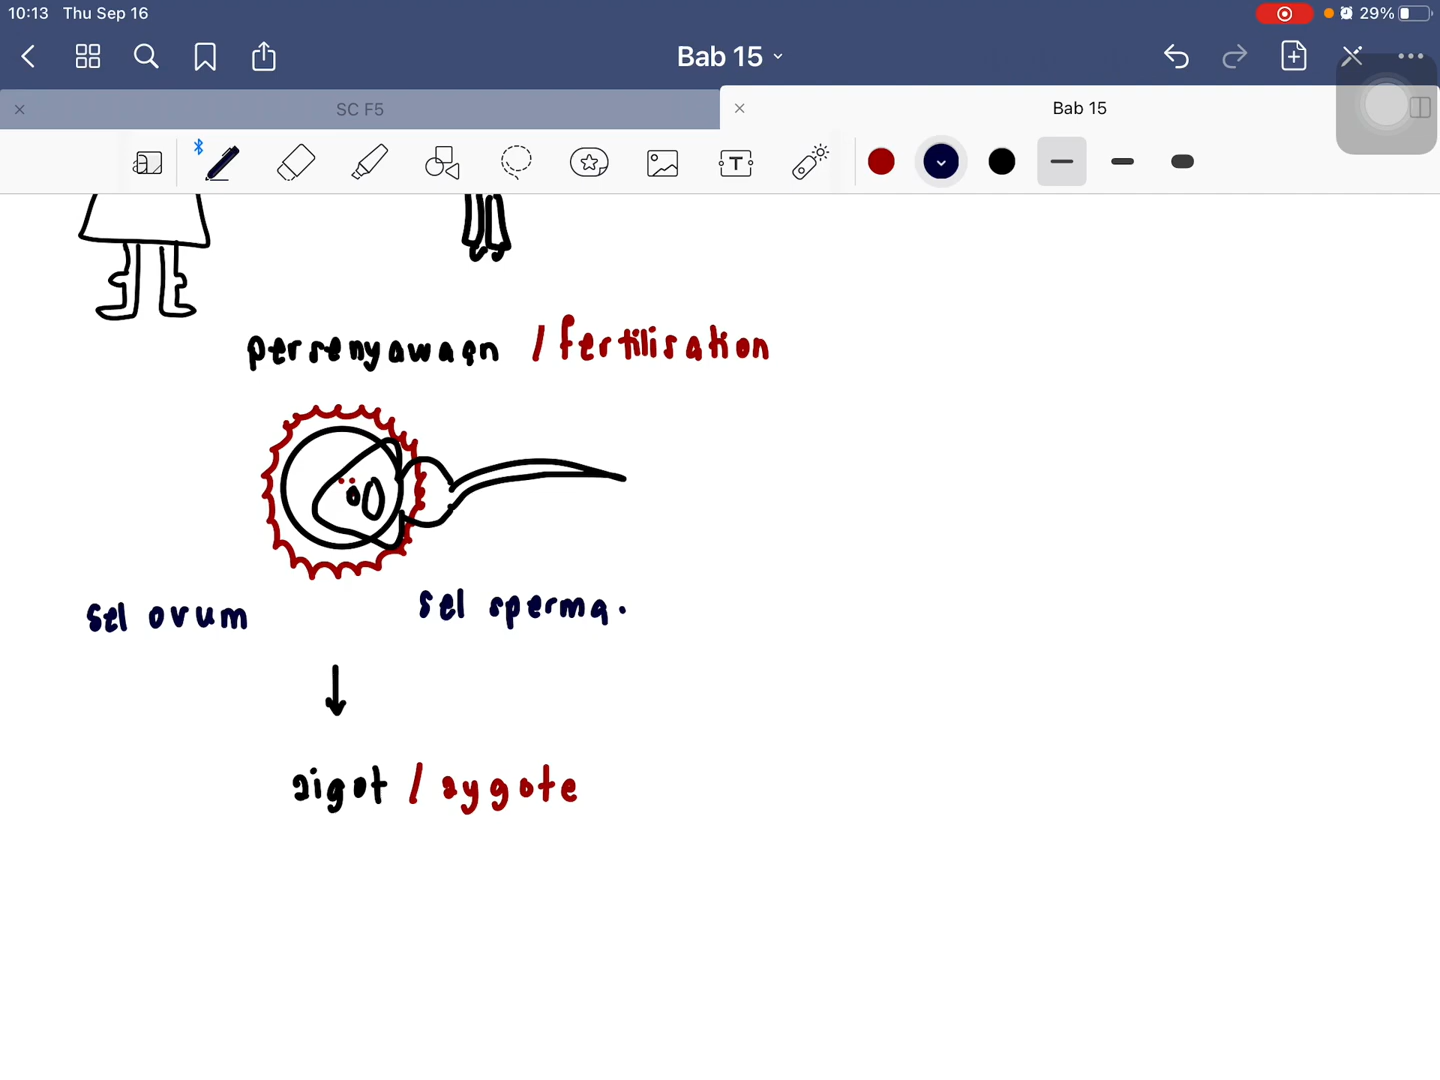 10:13 Thu Sep 16 29%
Bab 15
SC F5 Bab 15
T
persenyawaan / fertilisation
sel ovum sel sperma.
zigot / zygote